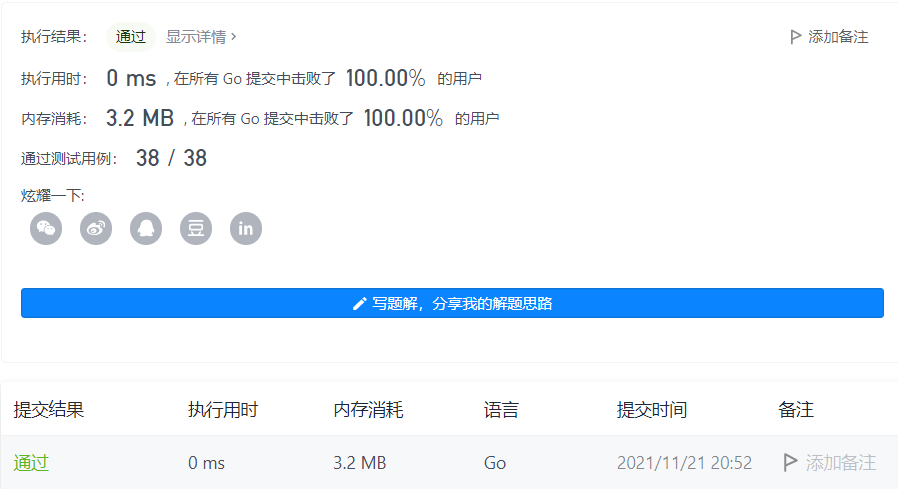 执行结果： 通过 显示详情 > 添加备注
执行用时： 0 ms , 在所有 Go 提交中击败了 100.00% 的用户
内存消耗： 3.2 MB , 在所有 Go 提交中击败了 100.00% 的用户
通过测试用例： 38 / 38
炫耀一下:
豆 in
写题解，分享我的解题思路
提交结果 执行用时 内存消耗 语言 提交时间 备注
通过 0 ms 3.2 MB Go 2021/11/21 20:52 添加备注